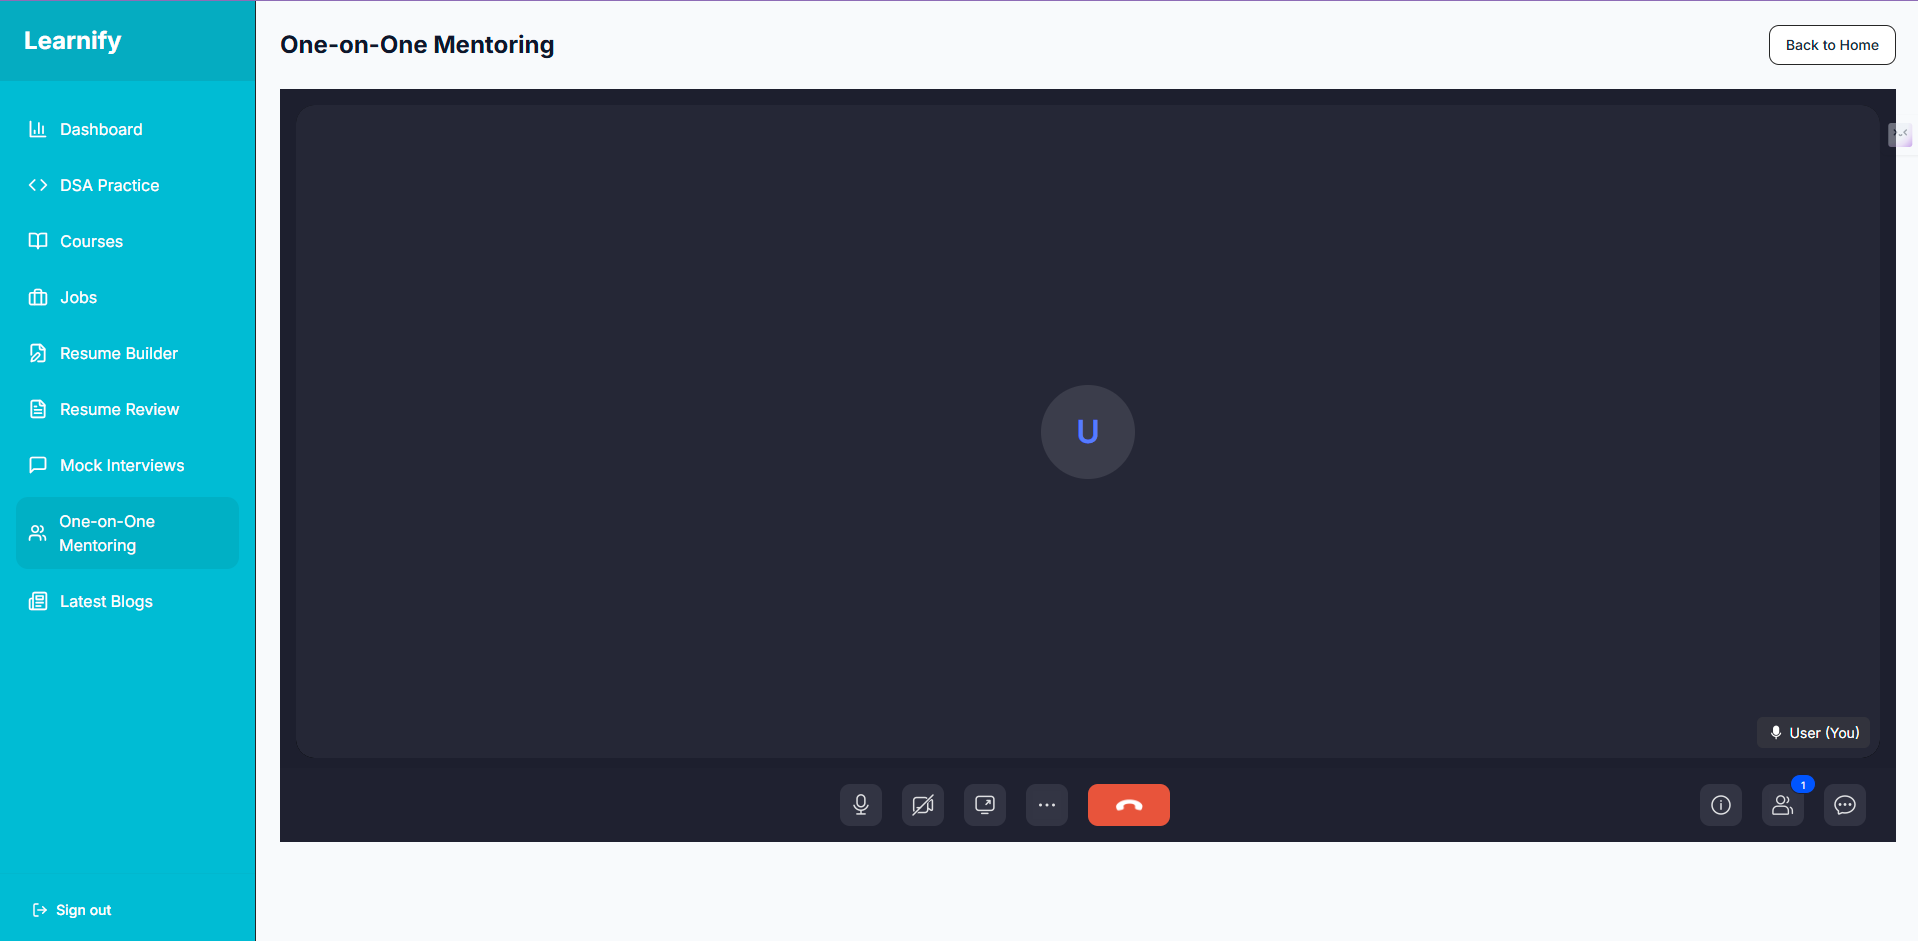 Learnify
Dashboard
DSA Practice
Courses
Jobs
Resume Builder
Resume Review
Mock Interviews
One-on-One
Mentoring
Latest Blogs
Sign out
One-on-One Mentoring
Back to Home
U
User (You)
1